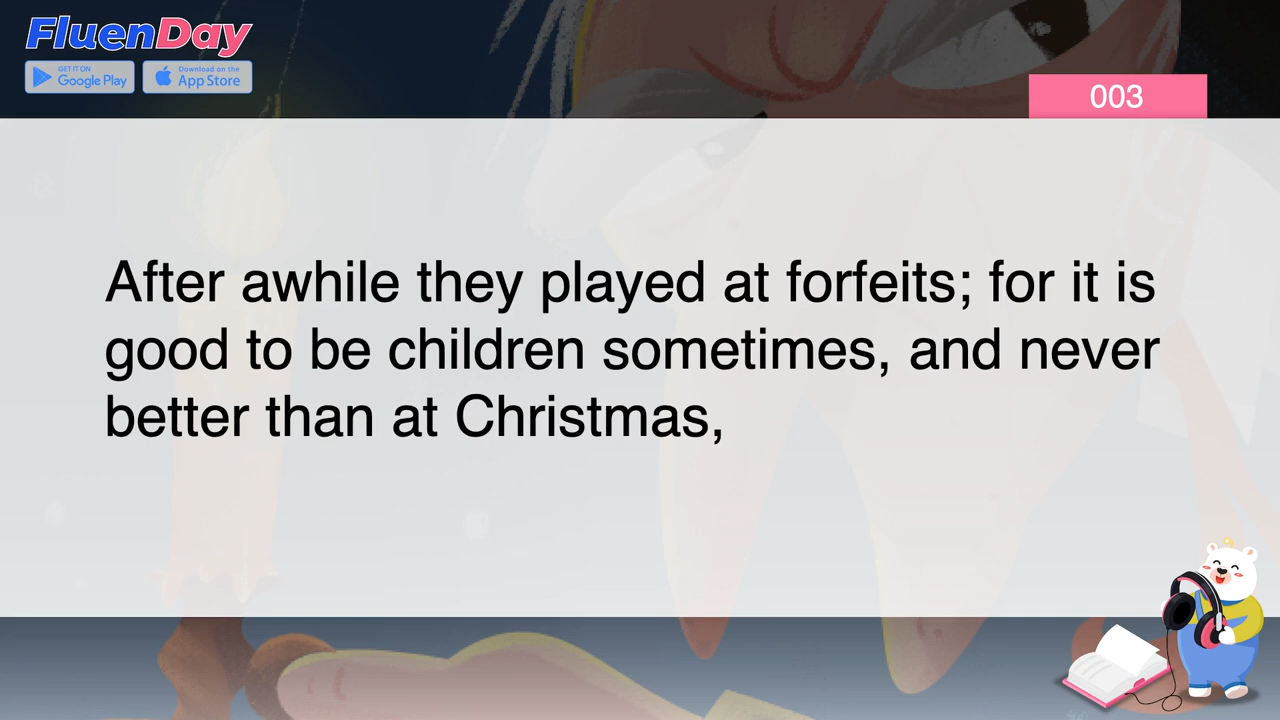 FluenDay
GET IT ON
Google Play
Download on the
App Store
003
After awhile they played at forfeits; for it is
good to be children sometimes, and never
better than at Christmas,